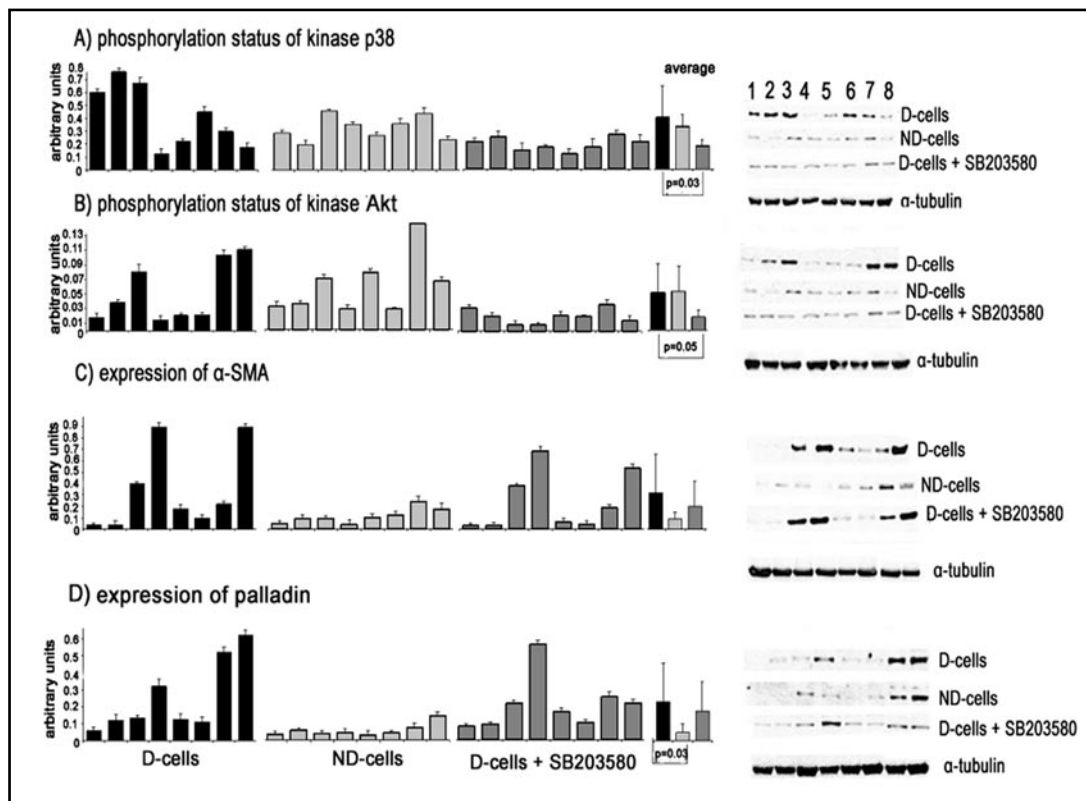 A) phosphorylation status of kinase p38
average
arbitrary units
0.8
0.7
0.5
0.4
0.3
0.2
0.1
0
p=0.03
1 2 3 4 5 6 7 8
D-cells
ND-cells
D-cells + SB203580
α-tubulin
B) phosphorylation status of kinase Akt
arbitrary units
0.13
0.11
0.09
0.07
0.05
0.03
0.01
0
p=0.05
D-cells
ND-cells
D-cells + SB203580
α-tubulin
C) expression of α-SMA
arbitrary units
0.9
0.7
0.5
0.4
0.3
0.2
0.1
0
D-cells
ND-cells
D-cells + SB203580
α-tubulin
D) expression of palladin
arbitrary units
0.6
0.5
0.4
0.3
0.2
0.1
0
p=0.03
D-cells
ND-cells
D-cells + SB203580
D-cells
ND-cells
D-cells + SB203580
α-tubulin